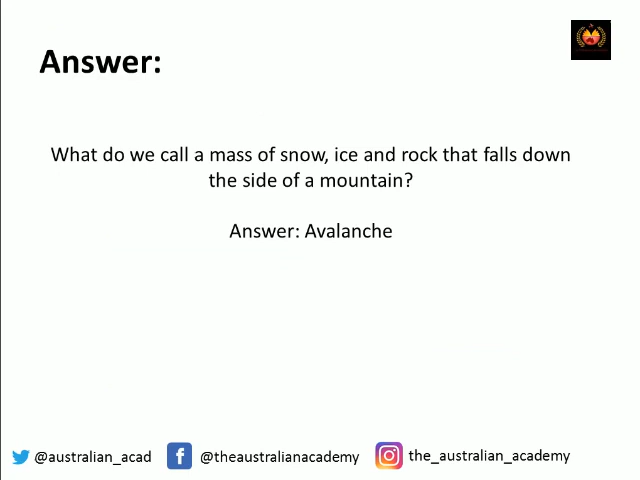 Answer:
What do we call a mass of snow, ice and rock that falls down
the side of a mountain?
Answer: Avalanche
@australian_acad @theaustralianacademy the_australian_academy